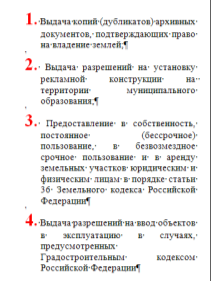 1. Выдача копий (дубликатов) архивных
документов, подтверждающих право
на владение землей;¶
2. Выдача разрешений на установку
рекламной конструкции на
территории муниципального
образования;¶
3. Предоставление в собственность,
постоянное (бессрочное)
пользование, в безвозмездное
срочное пользование и в аренду
земельных участков юридическим и
физическим лицам в порядке статьи
36 Земельного кодекса Российской
Федерации¶
4. Выдача разрешений на ввод объектов
в эксплуатацию в случаях,
предусмотренных
Градостроительным кодексом
Российской Федерации¶